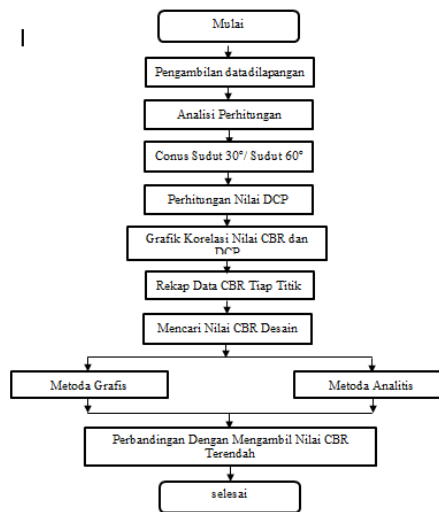 Mulai
Pengambilan datadilapangan
Analisi Perhitungan
Conus Sudut 30°/ Sudut 60°
Perhitungan Nilai DCP
Grafik Korelasi Nilai CBR dan
DCP
Rekap Data CBR Tiap Titik
Mencari Nilai CBR Desain
Metoda Grafis
Metoda Analitis
Perbandingan Dengan Mengambil Nilai CBR
Terendah
selesai